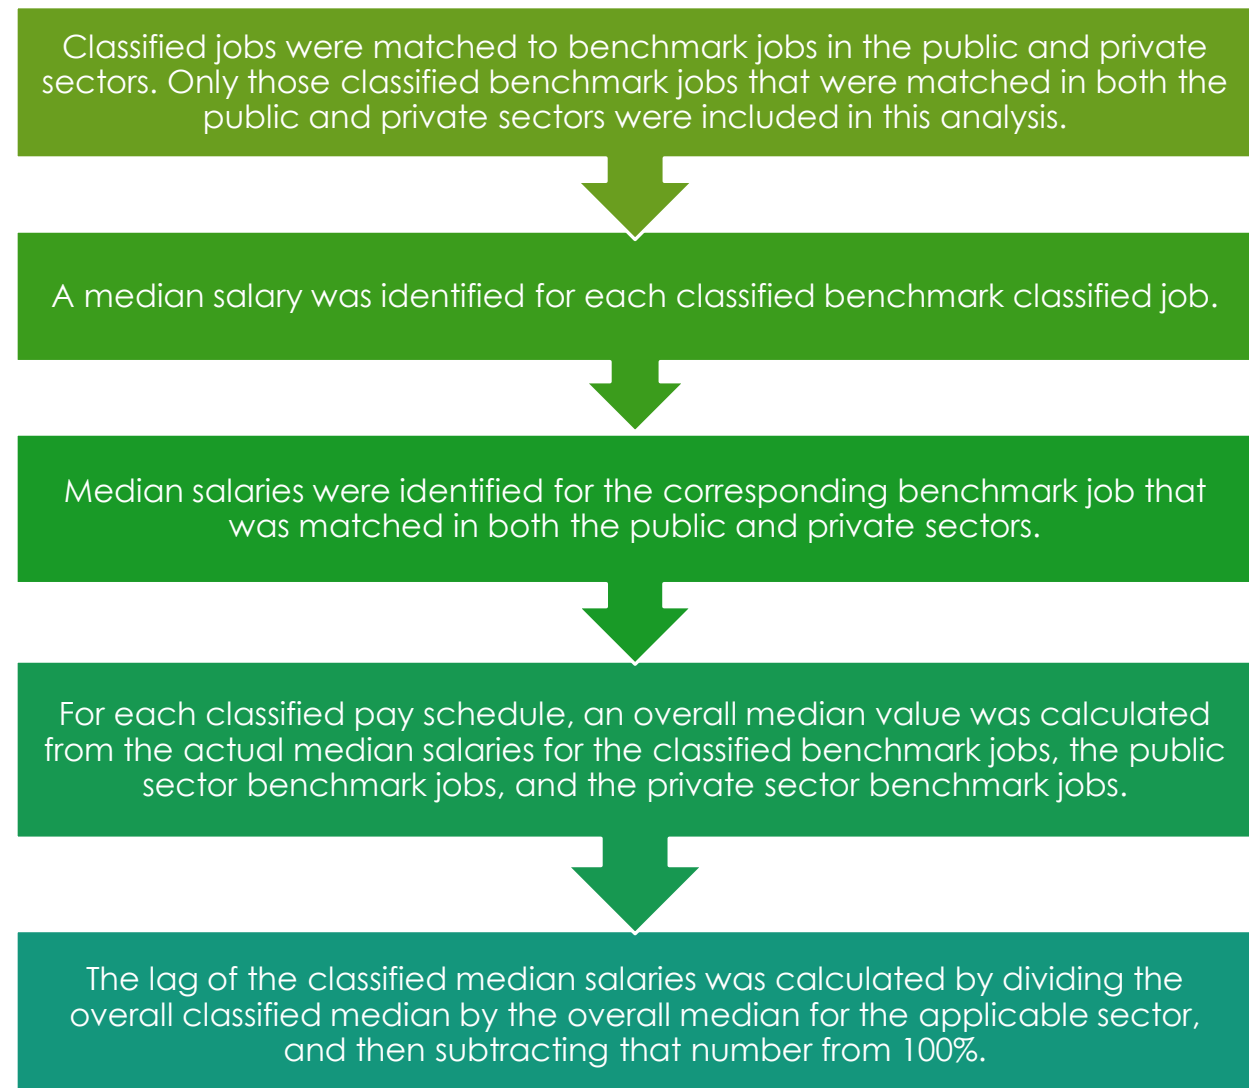 Classified jobs were matched to benchmark jobs in the public and private
sectors. Only those classified benchmark jobs that were matched in both the
public and private sectors were included in this analysis.
A median salary was identified for each classified benchmark classified job.
Median salaries were identified for the corresponding benchmark job that
was matched in both the public and private sectors.
For each classified pay schedule, an overall median value was calculated
from the actual median salaries for the classified benchmark jobs, the public
sector benchmark jobs, and the private sector benchmark jobs.
The lag of the classified median salaries was calculated by dividing the
overall classified median by the overall median for the applicable sector,
and then subtracting that number from 100%.